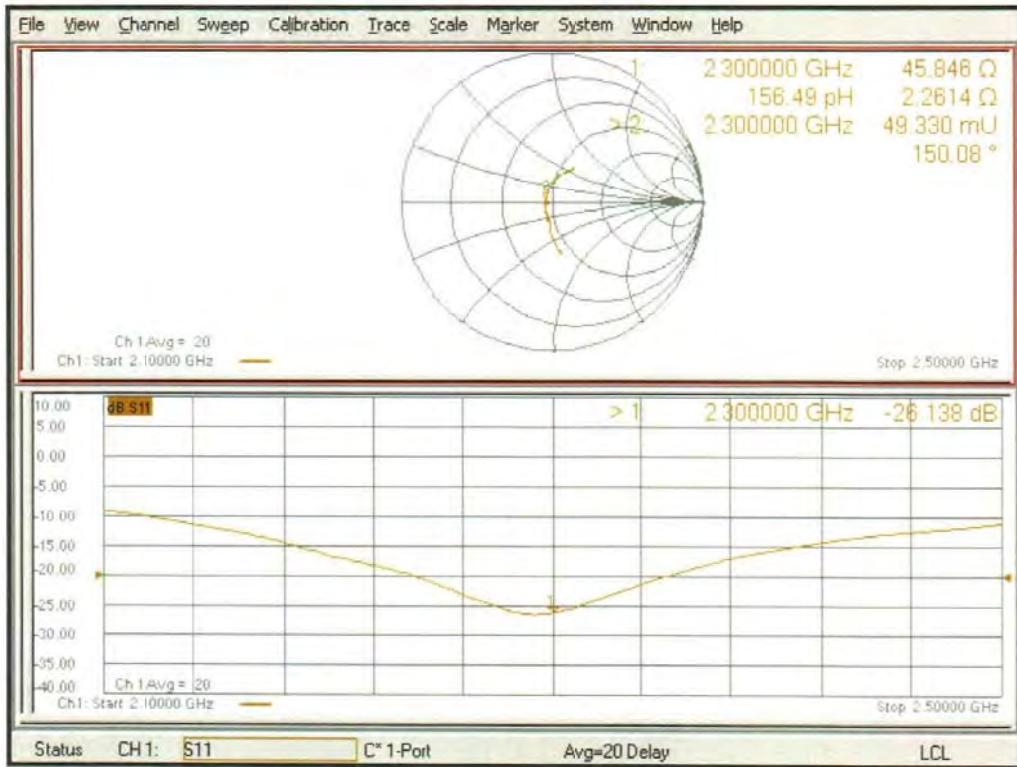 File View Channel Sweep Calibration Trace Scale Marker System Window Help
1 2.300000 GHz 45.846 Ω
156.49 pH 2.2614 Ω
> 2 2.300000 GHz 49.330 mU
150.08 °
Ch 1 Avg = 20
Ch1: Start 2.10000 GHz
Stop 2.50000 GHz
10.00
dB S11
> 1 2.300000 GHz -26.138 dB
5.00
0.00
-5.00
-10.00
-15.00
-20.00
-25.00
1
-30.00
-35.00
-40.00
Ch 1 Avg = 20
Ch1: Start 2.10000 GHz
Stop 2.50000 GHz
Status CH 1: S11 C* 1-Port Avg=20 Delay LCL